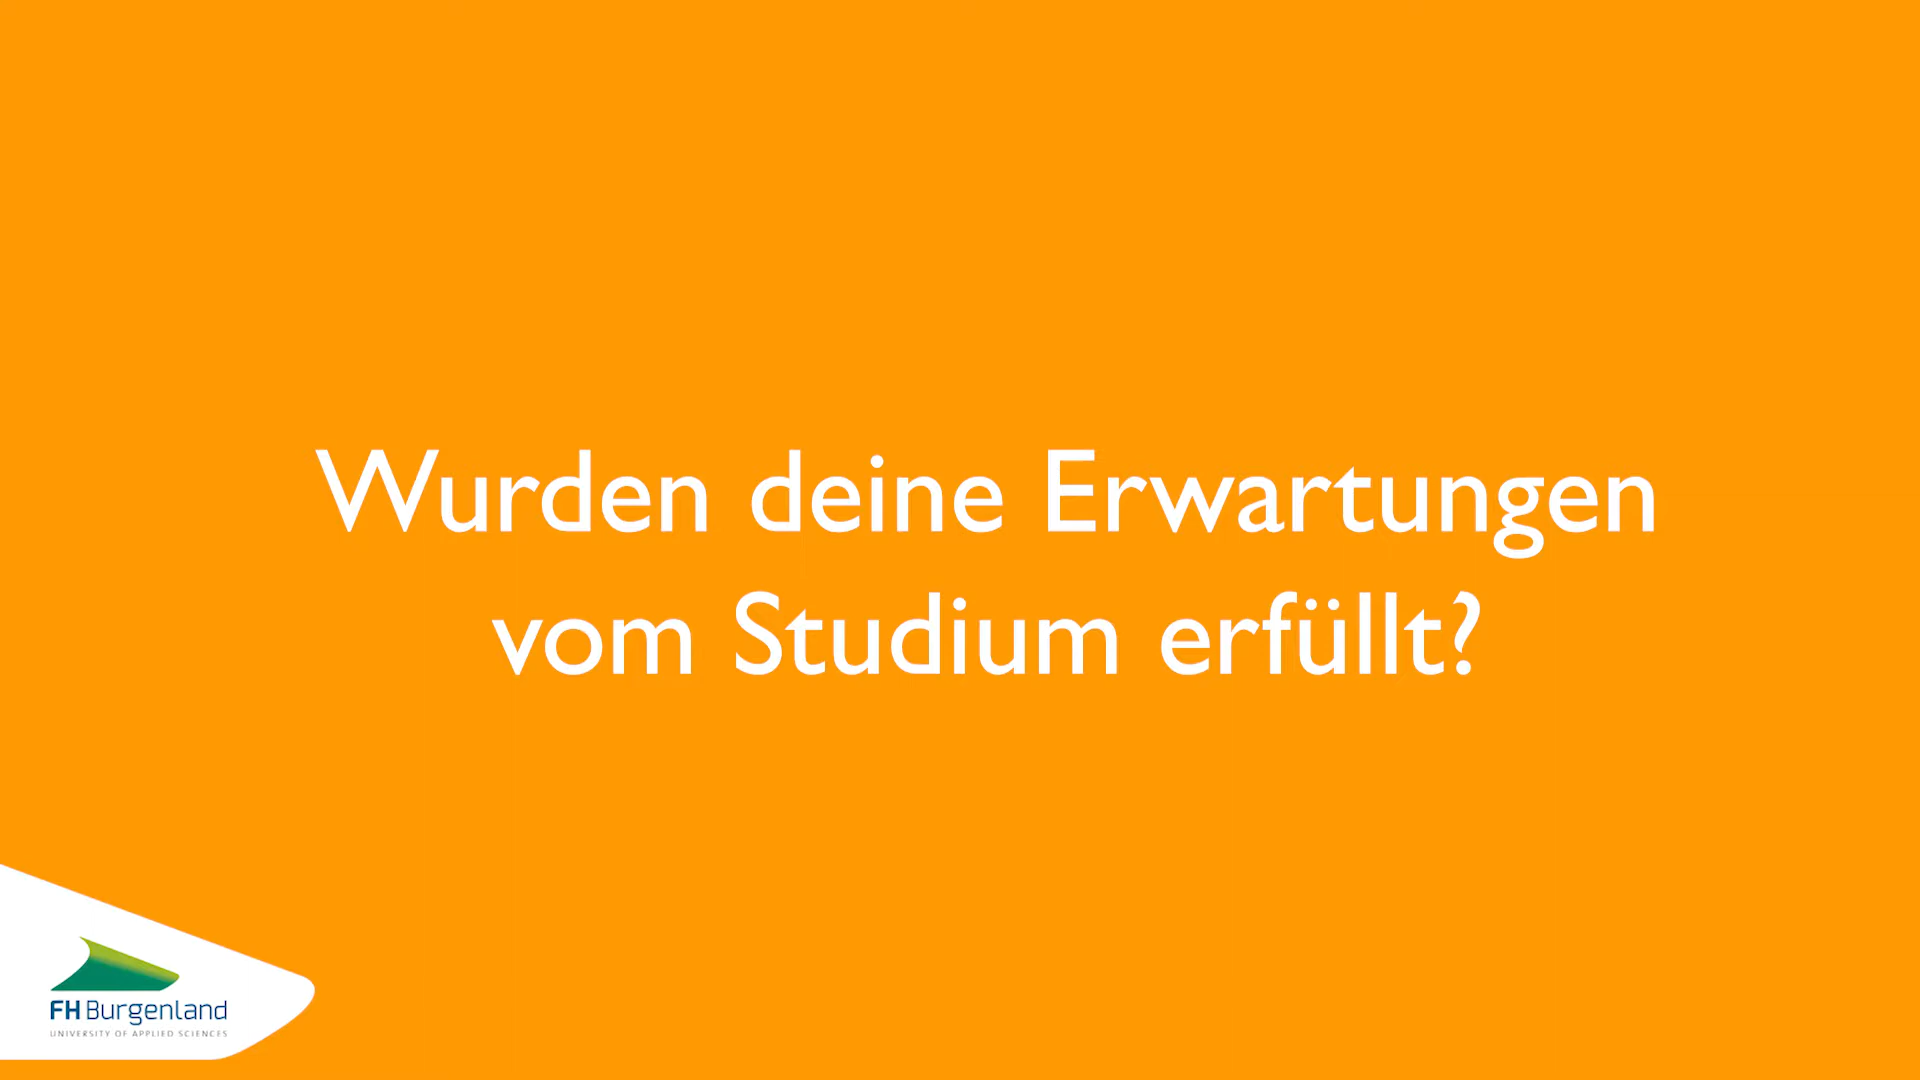 Wurden deine Erwartungen
vom Studium erfüllt?
FH Burgenland
UNIVERSITY OF APPLIED SCIENCES